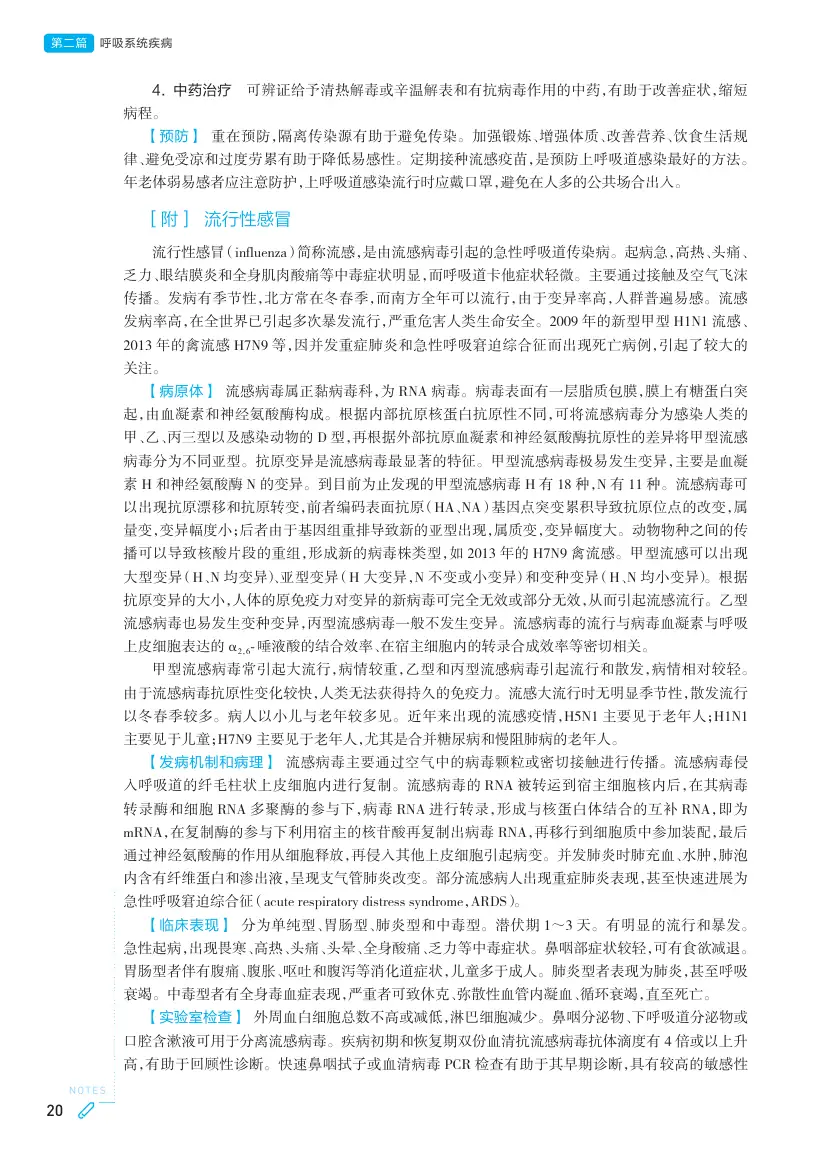 第二篇 呼吸系统疾病
4. 中药治疗 可辨证给予清热解毒或辛温解表和有抗病毒作用的中药,有助于改善症状,缩短
病程。
【预防】 重在预防,隔离传染源有助于避免传染。加强锻炼、增强体质、改善营养、饮食生活规
律、避免受凉和过度劳累有助于降低易感性。定期接种流感疫苗,是预防上呼吸道感染最好的方法。
年老体弱易感者应注意防护,上呼吸道感染流行时应戴口罩,避免在人多的公共场合出入。
[附] 流行性感冒
流行性感冒(influenza)简称流感,是由流感病毒引起的急性呼吸道传染病。起病急,高热、头痛、
乏力、眼结膜炎和全身肌肉酸痛等中毒症状明显,而呼吸道卡他症状轻微。主要通过接触及空气飞沫
传播。发病有季节性,北方常在冬春季,而南方全年可以流行,由于变异率高,人群普遍易感。流感
发病率高,在全世界已引起多次暴发流行,严重危害人类生命安全。2009 年的新型甲型 H1N1 流感、
2013 年的禽流感 H7N9 等,因并发重症肺炎和急性呼吸窘迫综合征而出现死亡病例,引起了较大的
关注。
【病原体】 流感病毒属正黏病毒科,为 RNA 病毒。病毒表面有一层脂质包膜,膜上有糖蛋白突
起,由血凝素和神经氨酸酶构成。根据内部抗原核蛋白抗原性不同,可将流感病毒分为感染人类的
甲、乙、丙三型以及感染动物的 D 型,再根据外部抗原血凝素和神经氨酸酶抗原性的差异将甲型流感
病毒分为不同亚型。抗原变异是流感病毒最显著的特征。甲型流感病毒极易发生变异,主要是血凝
素 H 和神经氨酸酶 N 的变异。到目前为止发现的甲型流感病毒 H 有 18 种,N 有 11 种。流感病毒可
以出现抗原漂移和抗原转变,前者编码表面抗原(HA、NA)基因点突变累积导致抗原位点的改变,属
量变,变异幅度小;后者由于基因组重排导致新的亚型出现,属质变,变异幅度大。动物物种之间的传
播可以导致核酸片段的重组,形成新的病毒株类型,如 2013 年的 H7N9 禽流感。甲型流感可以出现
大型变异(H、N 均变异)、亚型变异(H 大变异,N 不变或小变异)和变种变异(H、N 均小变异)。根据
抗原变异的大小,人体的原免疫力对变异的新病毒可完全无效或部分无效,从而引起流感流行。乙型
流感病毒也易发生变种变异,丙型流感病毒一般不发生变异。流感病毒的流行与病毒血凝素与呼吸
上皮细胞表达的 α2,6-唾液酸的结合效率、在宿主细胞内的转录合成效率等密切相关。
甲型流感病毒常引起大流行,病情较重,乙型和丙型流感病毒引起流行和散发,病情相对较轻。
由于流感病毒抗原性变化较快,人类无法获得持久的免疫力。流感大流行时无明显季节性,散发流行
以冬春季较多。病人以小儿与老年较多见。近年来出现的流感疫情,H5N1 主要见于老年人;H1N1
主要见于儿童;H7N9 主要见于老年人,尤其是合并糖尿病和慢阻肺病的老年人。
【发病机制和病理】 流感病毒主要通过空气中的病毒颗粒或密切接触进行传播。流感病毒侵
入呼吸道的纤毛柱状上皮细胞内进行复制。流感病毒的 RNA 被转运到宿主细胞核内后,在其病毒
转录酶和细胞 RNA 多聚酶的参与下,病毒 RNA 进行转录,形成与核蛋白体结合的互补 RNA,即为
mRNA,在复制酶的参与下利用宿主的核苷酸再复制出病毒 RNA,再移行到细胞质中参加装配,最后
通过神经氨酸酶的作用从细胞释放,再侵入其他上皮细胞引起病变。并发肺炎时肺充血、水肿,肺泡
内含有纤维蛋白和渗出液,呈现支气管肺炎改变。部分流感病人出现重症肺炎表现,甚至快速进展为
急性呼吸窘迫综合征(acute respiratory distress syndrome,ARDS)。
【临床表现】 分为单纯型、胃肠型、肺炎型和中毒型。潜伏期 1～3 天。有明显的流行和暴发。
急性起病,出现畏寒、高热、头痛、头晕、全身酸痛、乏力等中毒症状。鼻咽部症状较轻,可有食欲减退。
胃肠型者伴有腹痛、腹胀、呕吐和腹泻等消化道症状,儿童多于成人。肺炎型者表现为肺炎,甚至呼吸
衰竭。中毒型者有全身毒血症表现,严重者可致休克、弥散性血管内凝血、循环衰竭,直至死亡。
【实验室检查】 外周血白细胞总数不高或减低,淋巴细胞减少。鼻咽分泌物、下呼吸道分泌物或
口腔含漱液可用于分离流感病毒。疾病初期和恢复期双份血清抗流感病毒抗体滴度有 4 倍或以上升
高,有助于回顾性诊断。快速鼻咽拭子或血清病毒 PCR 检查有助于其早期诊断,具有较高的敏感性
NOTES
20